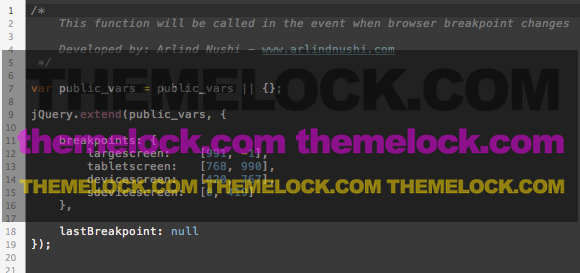 1 /*
2 This function will be called in the event when browser breakpoint changes
3
4 Developed by: Arlind Nushi - www.arlindnushi.com
5 */
6
THEMELOCK.COM
7 var public_vars = public_vars || {};
8
9 jQuery.extend(public_vars, {
10
11 breakpoints: {
themelock.com themelock.com
12 largescreen: [991, -1],
13 tabletscreen: [768, 990],
14 devicescreen: [420, 767],
THEMELOCK.COM THEMELOCK.COM THEMELOCK.COM
15 sdevicescreen: [0, 419]
16 },
17
18 lastBreakpoint: null
19 });
20
21